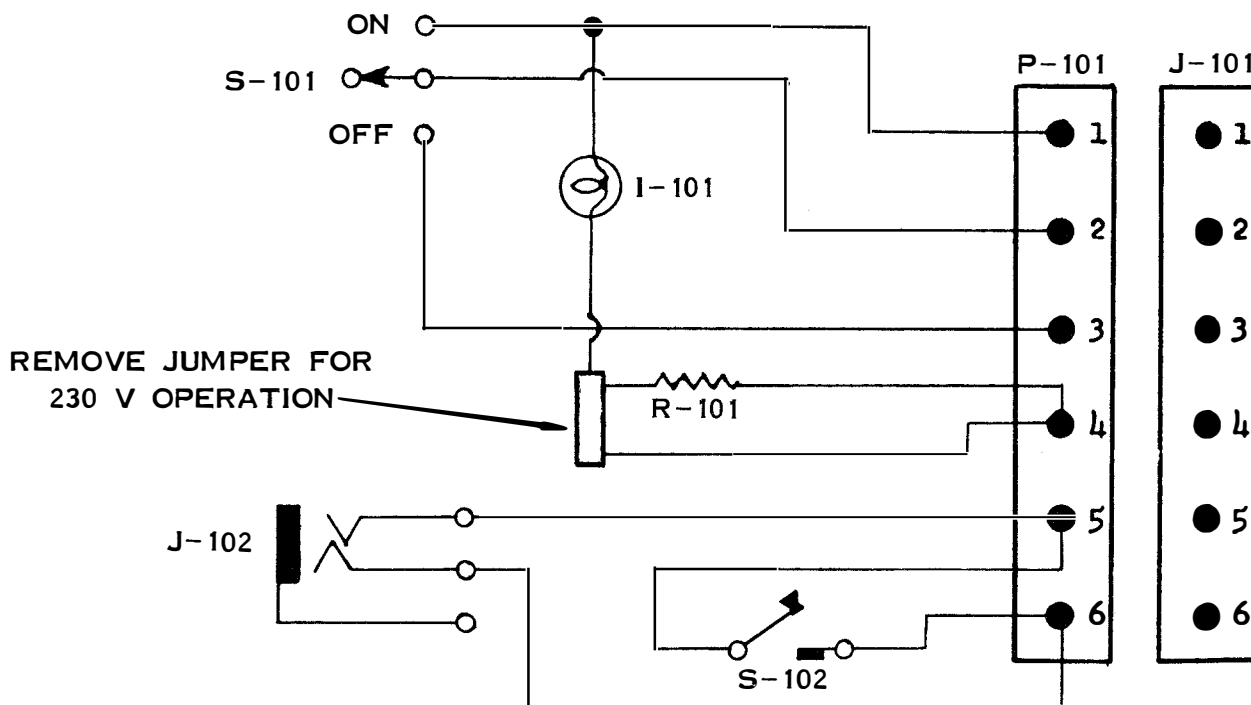 ON
S-101
OFF
P-101
J-101
I-101
1
1
2
2
3
3
REMOVE JUMPER FOR
230 V OPERATION
R-101
4
4
J-102
5
5
6
6
S-102